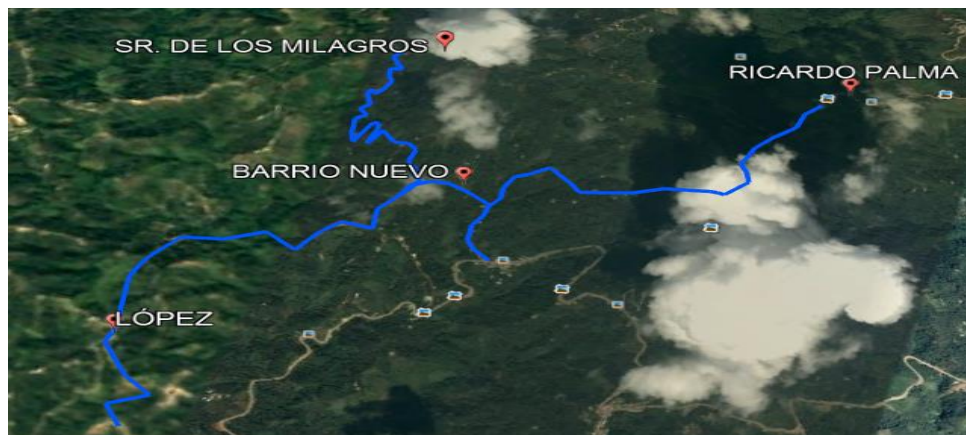 SR. DE LOS MILAGROS
RICARDO PALMA
BARRIO NUEVO
LÓPEZ